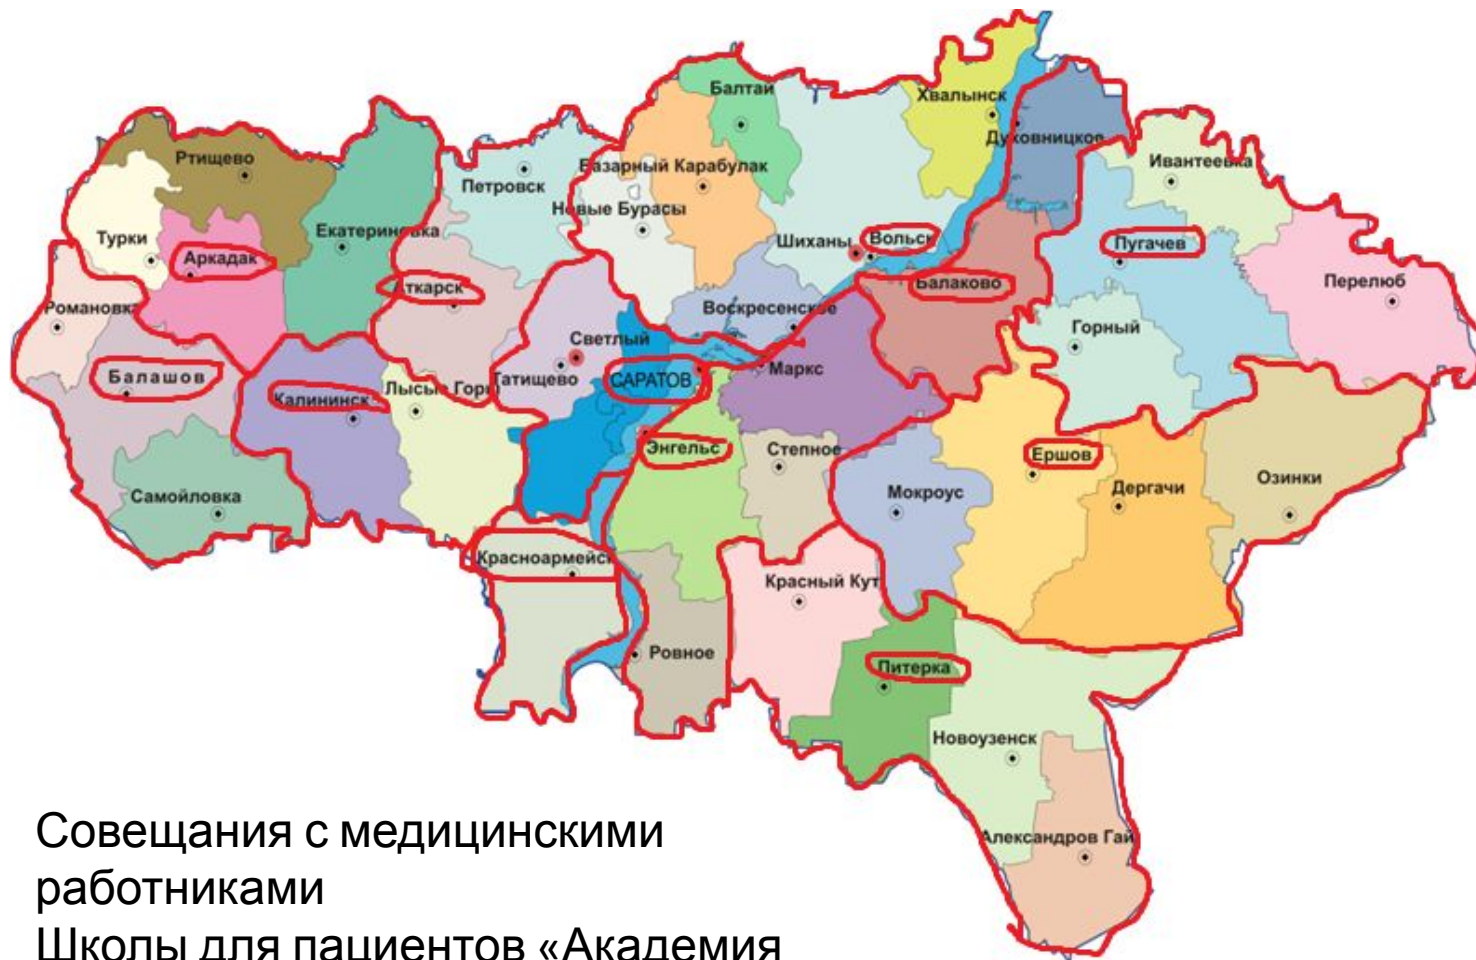 Балтай
Хвалынск
Духовницкое
Ртищево
Петровск
Базарный Карабулак
Ивантеевка
Новые Бурасы
Турки
Екатериновка
Шиханы
Вольск
Пугачев
Аркадак
Аткарск
Балаково
Перелюб
Романовка
Воскресенское
Горный
Светлый
Татищево
САРАТОВ
Маркс
Балашов
Калининск
Лысые Горы
Энгельс
Степное
Ершов
Самойловка
Мокроус
Дергачи
Озинки
Красноармейск
Красный Кут
Ровное
Питерка
Новоузенск
Александров Гай
Совещания с медицинскими
работниками
Школы для пациентов «Академия